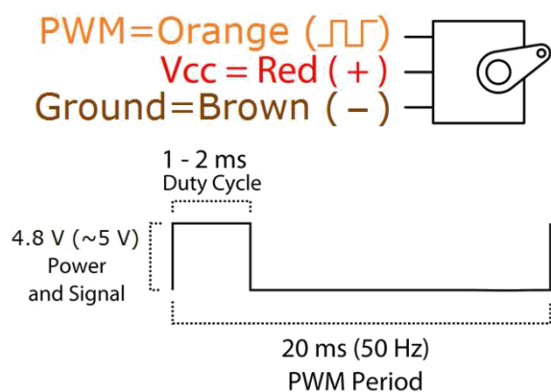 PWM=Orange (⎍⎍)
Vcc = Red (+)
Ground=Brown (−)
1 - 2 ms
Duty Cycle
4.8 V (~5 V)
Power
and Signal
20 ms (50 Hz)
PWM Period